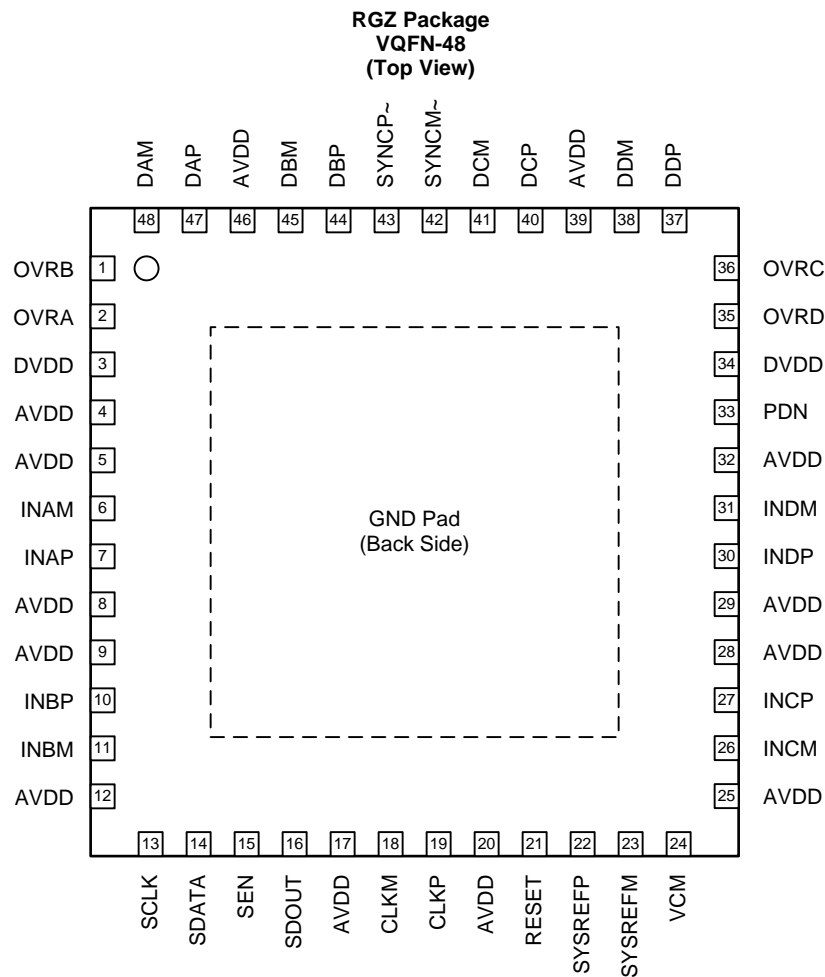 RGZ Package
VQFN-48
(Top View)
DAM
DAP
AVDD
DBM
DBP
SYNCP~
SYNCM~
DCM
DCP
AVDD
DDM
DDP
48 47 46 45 44 43 42 41 40 39 38 37
OVRB 1 36 OVRC
OVRA 2 35 OVRD
DVDD 3 34 DVDD
AVDD 4 33 PDN
AVDD 5 32 AVDD
INAM 6 31 INDM
GND Pad
(Back Side)
INAP 7 30 INDP
AVDD 8 29 AVDD
AVDD 9 28 AVDD
INBP 10 27 INCP
INBM 11 26 INCM
AVDD 12 25 AVDD
13 14 15 16 17 18 19 20 21 22 23 24
SCLK
SDATA
SEN
SDOUT
AVDD
CLKM
CLKP
AVDD
RESET
SYSREFP
SYSREFM
VCM